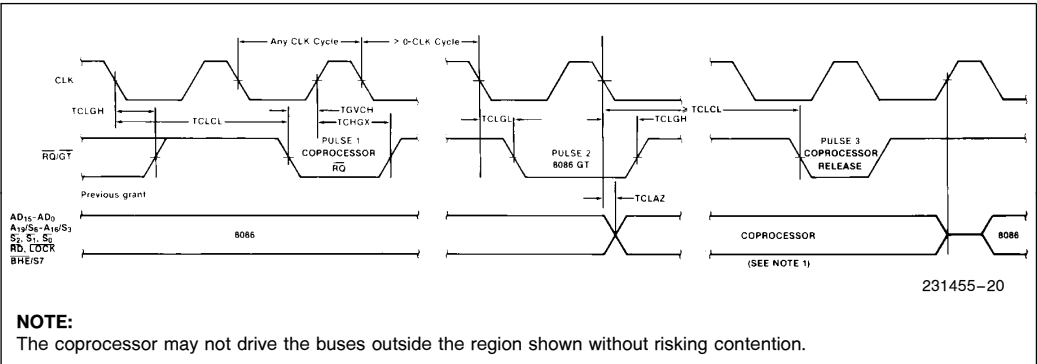 Any CLK Cycle
> 0-CLK Cycle
CLK
TCLGH
TCLCL
TGVCH
TCHGX
TCLGL
TCLGH
≥ TCLCL
RQ/GT
PULSE 1
COPROCESSOR
RQ
PULSE 2
8086 GT
PULSE 3
COPROCESSOR
RELEASE
Previous grant
TCLAZ
AD15-AD0
A19/S6-A16/S3
S2, S1, S0
RD, LOCK
BHE/S7
8086
COPROCESSOR
8086
(SEE NOTE 1)
231455–20
NOTE:
The coprocessor may not drive the buses outside the region shown without risking contention.